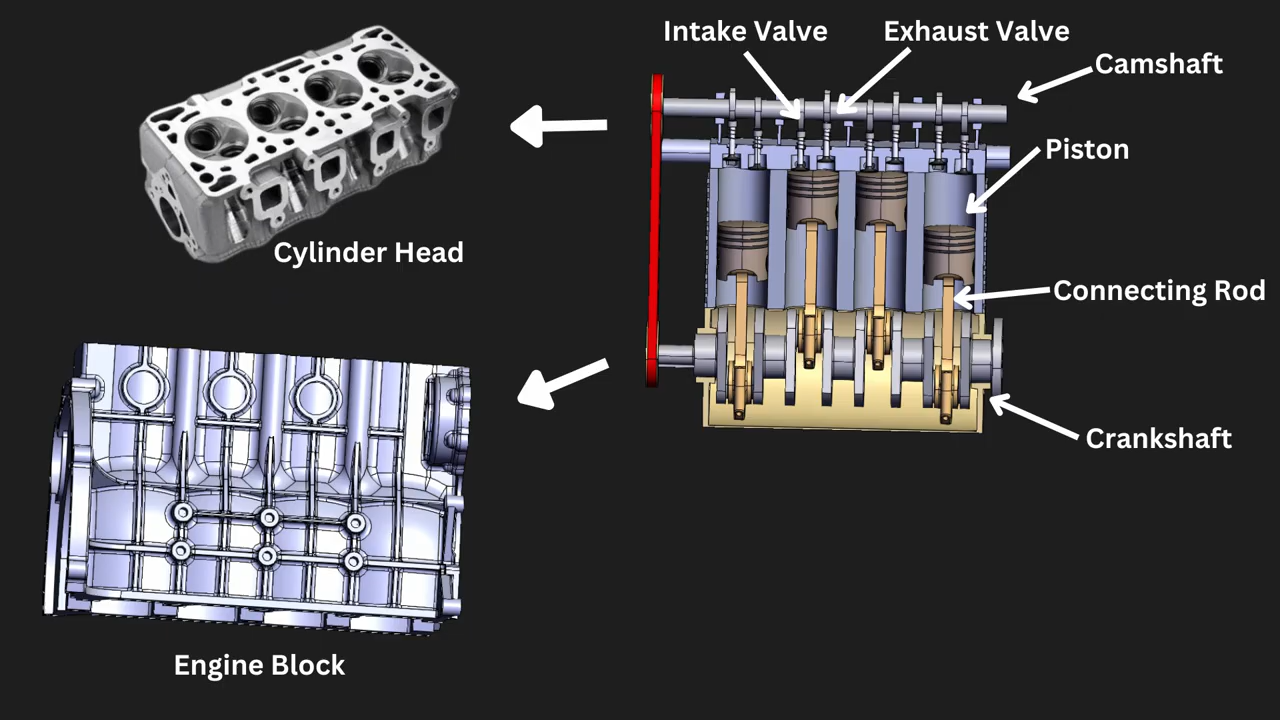 Intake Valve
Exhaust Valve
Camshaft
Piston
Cylinder Head
Connecting Rod
Crankshaft
Engine Block